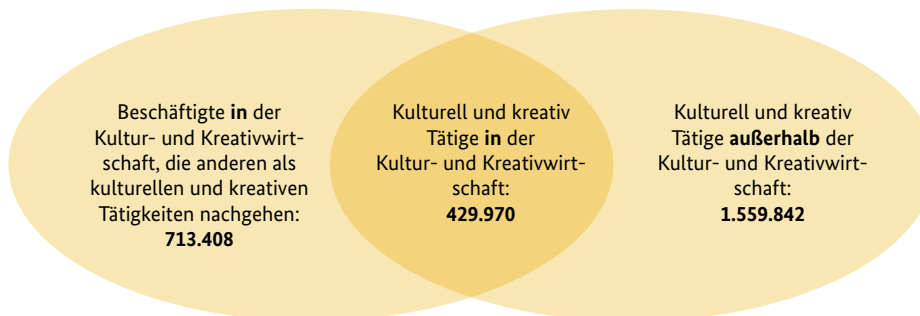 Beschäftigte in der
Kultur- und Kreativwirt-
schaft, die anderen als
kulturellen und kreativen
Tätigkeiten nachgehen:
713.408
Kulturell und kreativ
Tätige in der
Kultur- und Kreativwirt-
schaft:
429.970
Kulturell und kreativ
Tätige außerhalb der
Kultur- und Kreativwirt-
schaft:
1.559.842